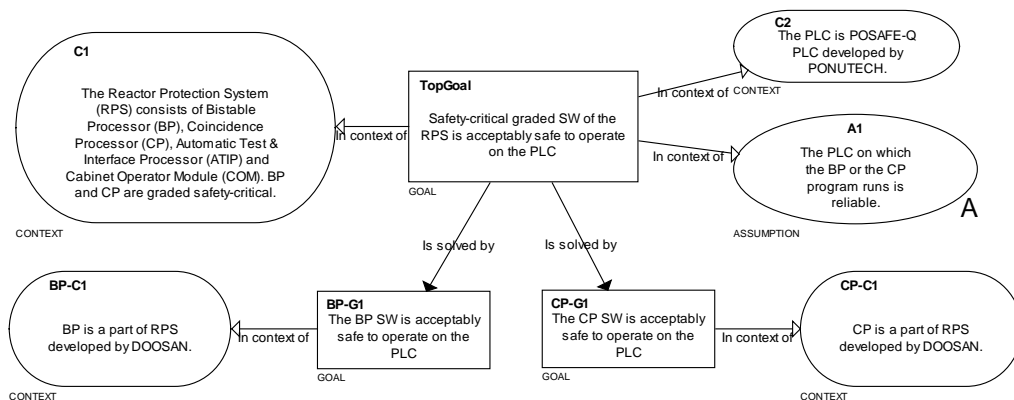 C1
The Reactor Protection System
(RPS) consists of Bistable
Processor (BP), Coincidence
Processor (CP), Automatic Test &
Interface Processor (ATIP) and
Cabinet Operator Module (COM). BP
and CP are graded safety-critical.
CONTEXT
In context of
TopGoal
Safety-critical graded SW of the
RPS is acceptably safe to operate
on the PLC
GOAL
In context of
C2
The PLC is POSAFE-Q
PLC developed by
PONUTECH.
CONTEXT
In context of
A1
The PLC on which
the BP or the CP
program runs is
reliable.
A
ASSUMPTION
Is solved by
Is solved by
BP-C1
BP is a part of RPS
developed by DOOSAN.
CONTEXT
In context of
BP-G1
The BP SW is acceptably
safe to operate on the
PLC
GOAL
CP-G1
The CP SW is acceptably
safe to operate on the
PLC
GOAL
In context of
CP-C1
CP is a part of RPS
developed by DOOSAN.
CONTEXT